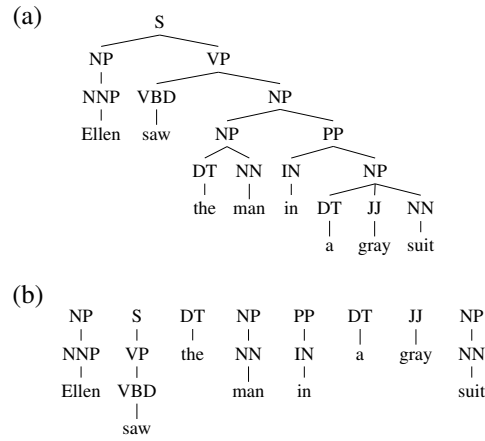 (a)
S
NP VP
NNP VBD NP
Ellen saw NP PP
DT NN IN NP
the man in DT JJ NN
a gray suit
(b)
NP S DT NP PP DT JJ NP
NNP VP the NN IN a gray NN
Ellen VBD man in suit
saw